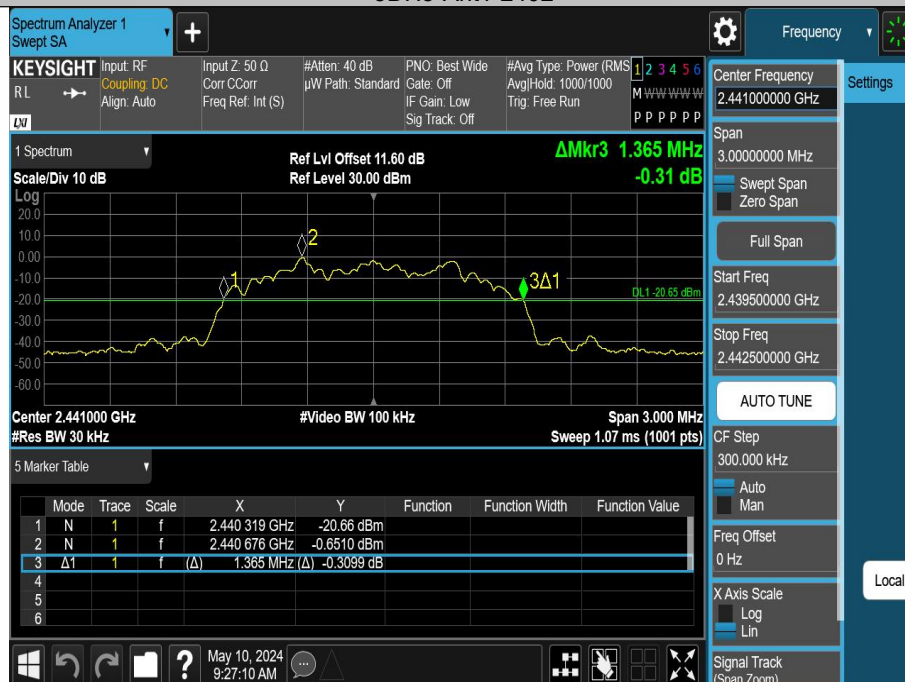 Spectrum Analyzer 1
Swept SA
+
Frequency
KEYSIGHT
RL
LXI
Input: RF
Coupling: DC
Align: Auto
Input Z: 50 Ω
Corr CCorr
Freq Ref: Int (S)
#Atten: 40 dB
µW Path: Standard
PNO: Best Wide
Gate: Off
IF Gain: Low
Sig Track: Off
#Avg Type: Power (RMS
Avg|Hold: 1000/1000
Trig: Free Run
1 2 3 4 5 6
M W W W W W
P P P P P P
1 Spectrum
Scale/Div 10 dB
Ref Lvl Offset 11.60 dB
Ref Level 30.00 dBm
ΔMkr3 1.365 MHz
-0.31 dB
Log
20.0
10.0
0.00
-10.0
-20.0
-30.0
-40.0
-50.0
-60.0
1
2
3Δ1
DL1 -20.65 dBm
Center 2.441000 GHz
#Video BW 100 kHz
Span 3.000 MHz
#Res BW 30 kHz
Sweep 1.07 ms (1001 pts)
5 Marker Table
Mode Trace Scale X Y Function Function Width Function Value
1 N 1 f 2.440 319 GHz -20.66 dBm
2 N 1 f 2.440 676 GHz -0.6510 dBm
3 Δ1 1 f (Δ) 1.365 MHz (Δ) -0.3099 dB
4
5
6
?
May 10, 2024
9:27:10 AM
Center Frequency
2.441000000 GHz
Settings
Span
3.00000000 MHz
Swept Span
Zero Span
Full Span
Start Freq
2.439500000 GHz
Stop Freq
2.442500000 GHz
AUTO TUNE
CF Step
300.000 kHz
Auto
Man
Freq Offset
0 Hz
Local
X Axis Scale
Log
Lin
Signal Track
(Span Zoom)